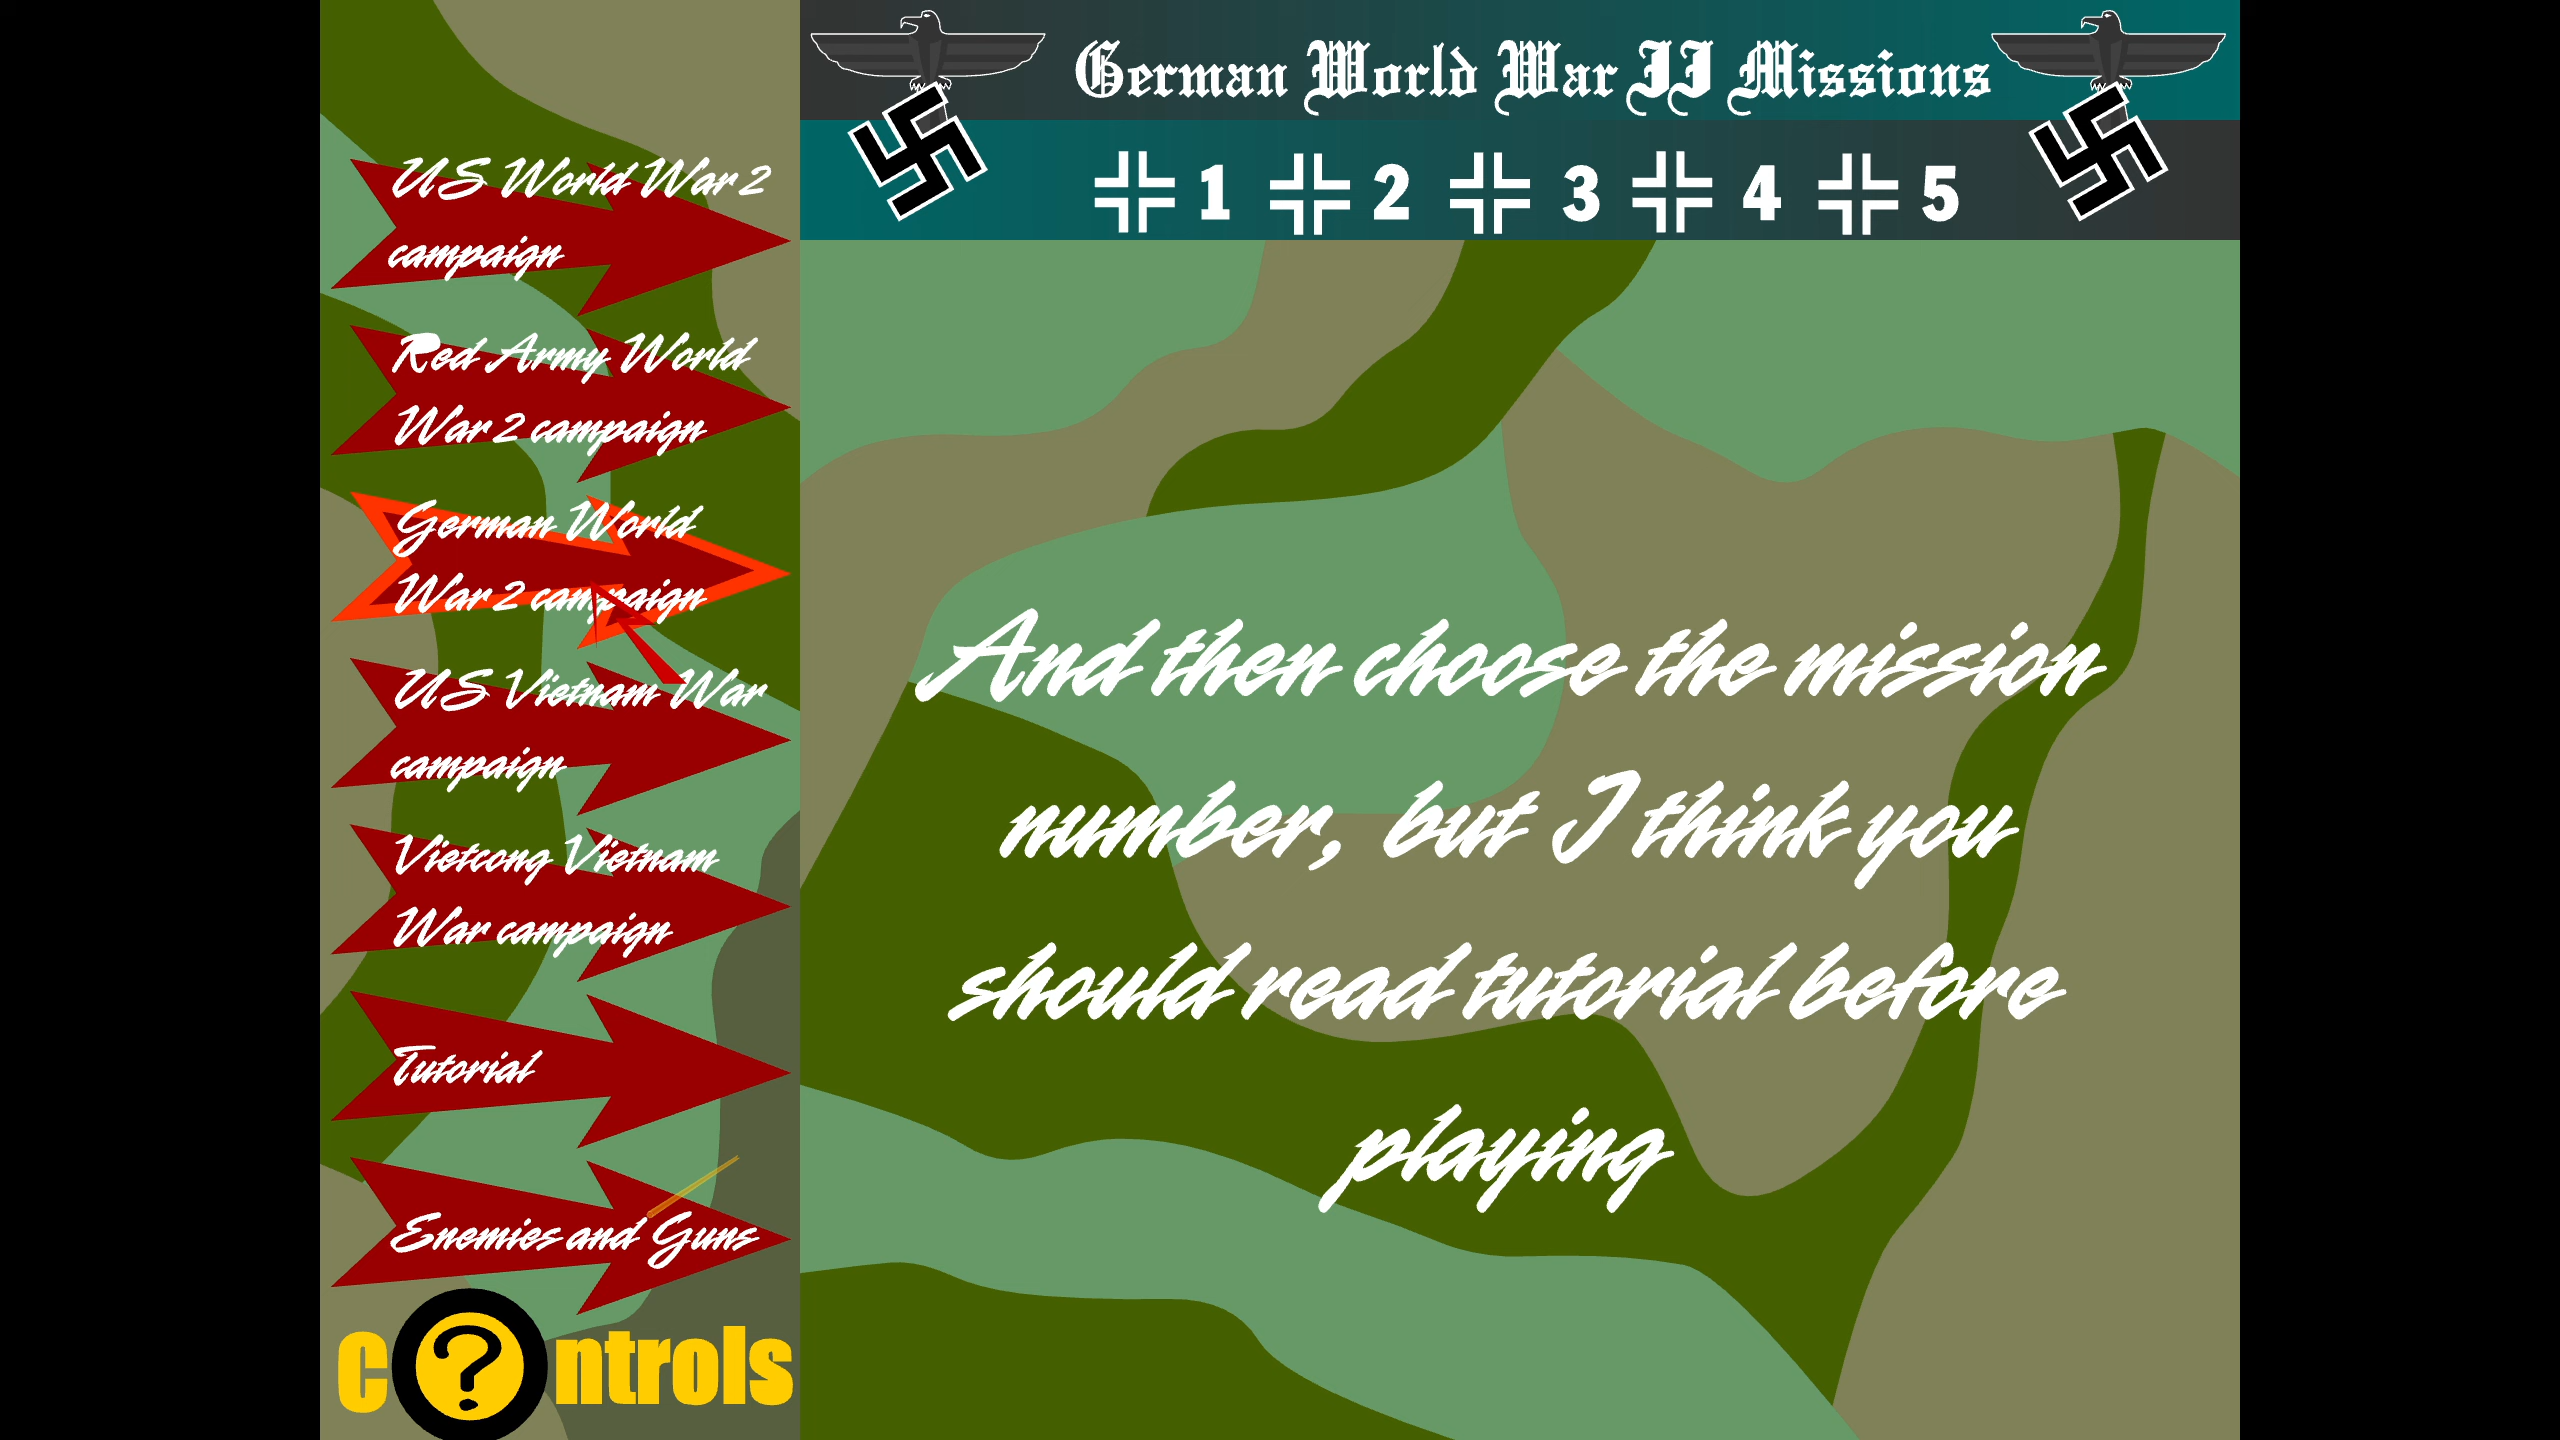 US World War 2
campaign
Red Army World
War 2 campaign
German World
War 2 campaign
US Vietnam War
campaign
Vietcong Vietnam
War campaign
Tutorial
Enemies and Guns
c?ntrols
German World War II Missions
1 2 3 4 5
And then choose the mission
number, but I think you
should read tutorial before
playing